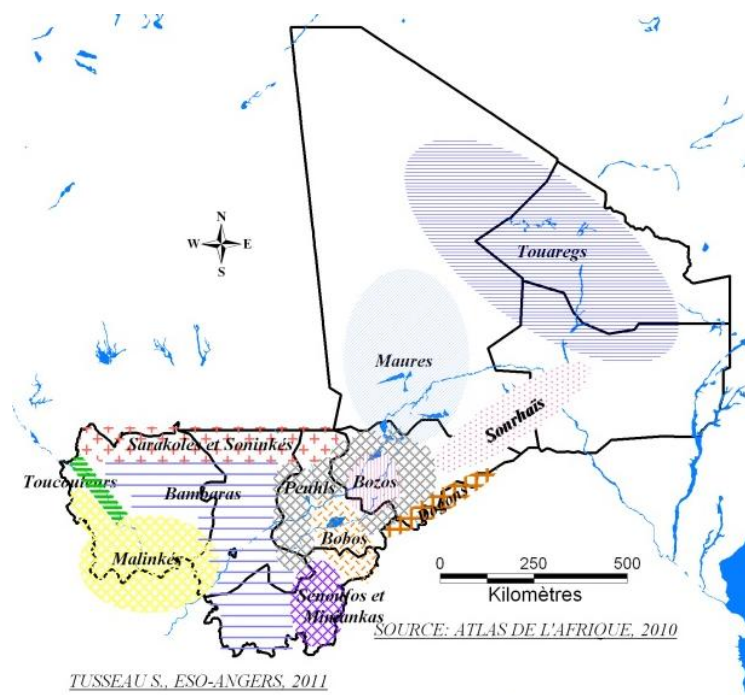 N
W E
S
Touaregs
Maures
Sonrhaïs
Sarakolés et Soninkés
Toucouleurs
Bambaras
Peuhls
Bozos
Dogons
Bobos
Malinkés
Senoufos et
Miniankas
0 250 500
Kilomètres
SOURCE: ATLAS DE L'AFRIQUE, 2010
TUSSEAU S., ESO-ANGERS, 2011